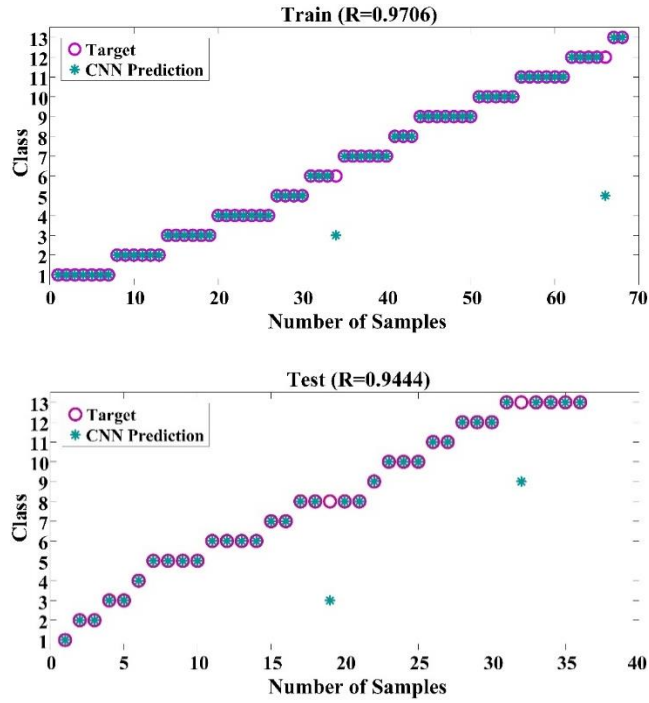 Train (R=0.9706)
Target
CNN Prediction
Class
13
12
11
10
9
8
7
6
5
4
3
2
1
0 10 20 30 40 50 60 70
Number of Samples
Test (R=0.9444)
Target
CNN Prediction
Class
13
12
11
10
9
8
7
6
5
4
3
2
1
0 5 10 15 20 25 30 35 40
Number of Samples